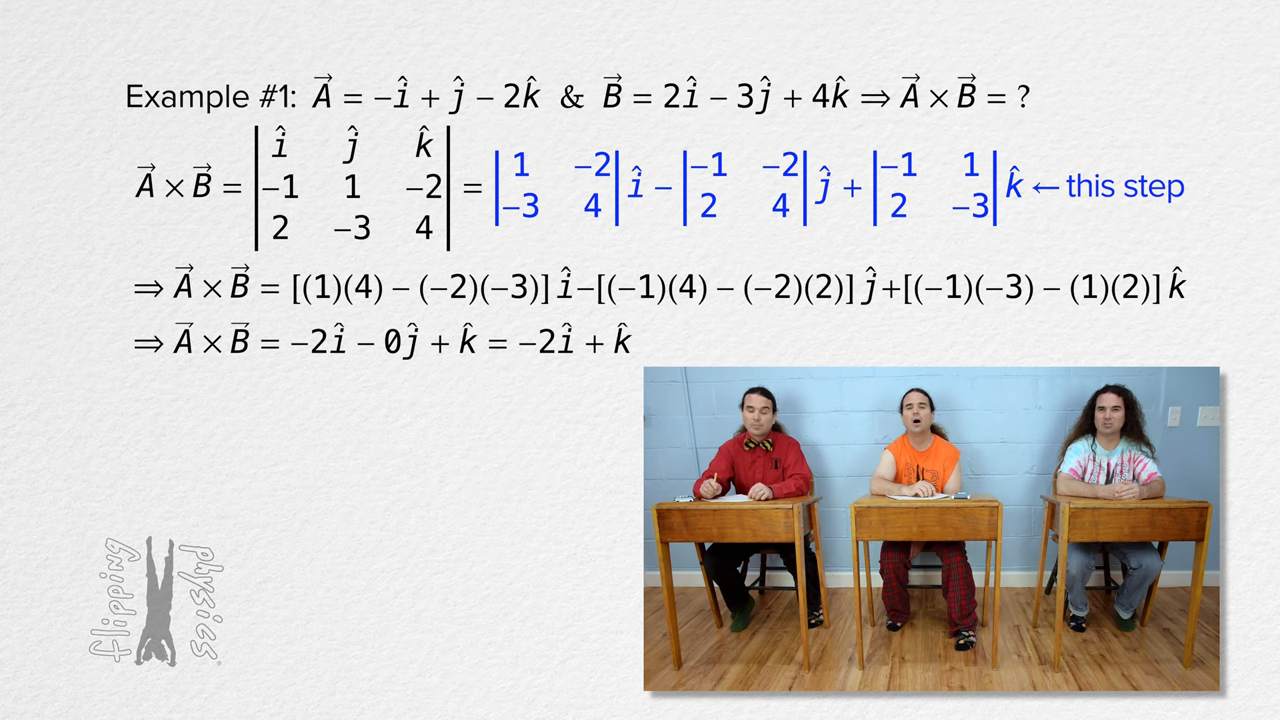 Example #1: A⃗ = −î + ĵ − 2k̂ & B⃗ = 2î − 3ĵ + 4k̂ ⇒ A⃗ × B⃗ = ?
A⃗ × B⃗ = |î ĵ k̂; −1 1 −2; 2 −3 4| = |1 −2; −3 4| î − |−1 −2; 2 4| ĵ + |−1 1; 2 −3| k̂ ← this step
⇒ A⃗ × B⃗ = [(1)(4) − (−2)(−3)] î−[(−1)(4) − (−2)(2)] ĵ+[(−1)(−3) − (1)(2)] k̂
⇒ A⃗ × B⃗ = −2î − 0ĵ + k̂ = −2î + k̂
flipping physics®